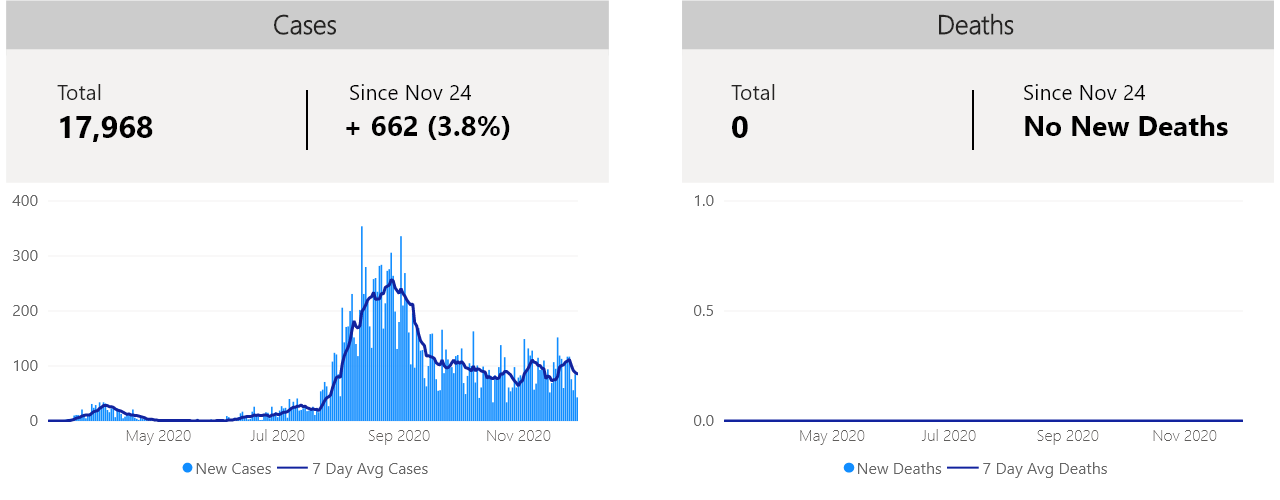 Cases
Total
17,968
Since Nov 24
+ 662 (3.8%)
400
300
200
100
0
May 2020 Jul 2020 Sep 2020 Nov 2020
New Cases 7 Day Avg Cases
Deaths
Total
0
Since Nov 24
No New Deaths
1.0
0.5
0.0
May 2020 Jul 2020 Sep 2020 Nov 2020
New Deaths 7 Day Avg Deaths